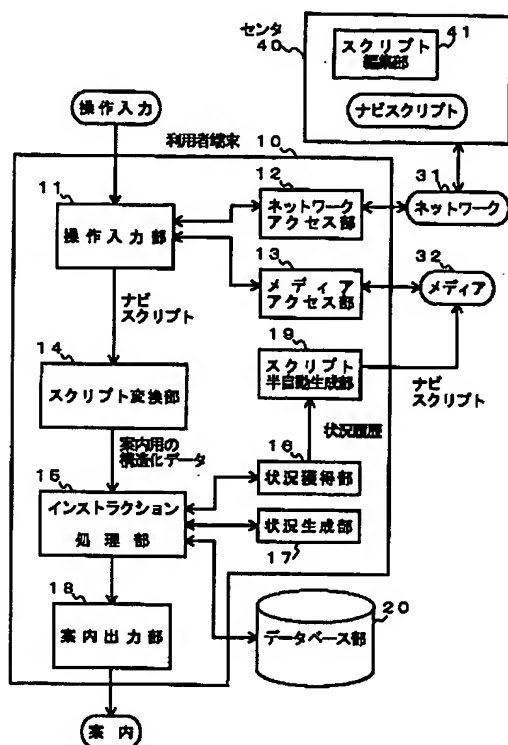 センタ
40
スクリプト
編集部
41
ナビスクリプト
操作入力
利用者端末
10
11
操作入力部
12
ネットワーク
アクセス部
31
ネットワーク
13
メディア
アクセス部
32
メディア
ナビ
スクリプト
14
スクリプト変換部
19
スクリプト
半自動生成部
ナビ
スクリプト
案内用の
構造化データ
状況履歴
15
インストラクション
処理部
16
状況獲得部
状況生成部
17
18
案内出力部
データベース部
20
案内